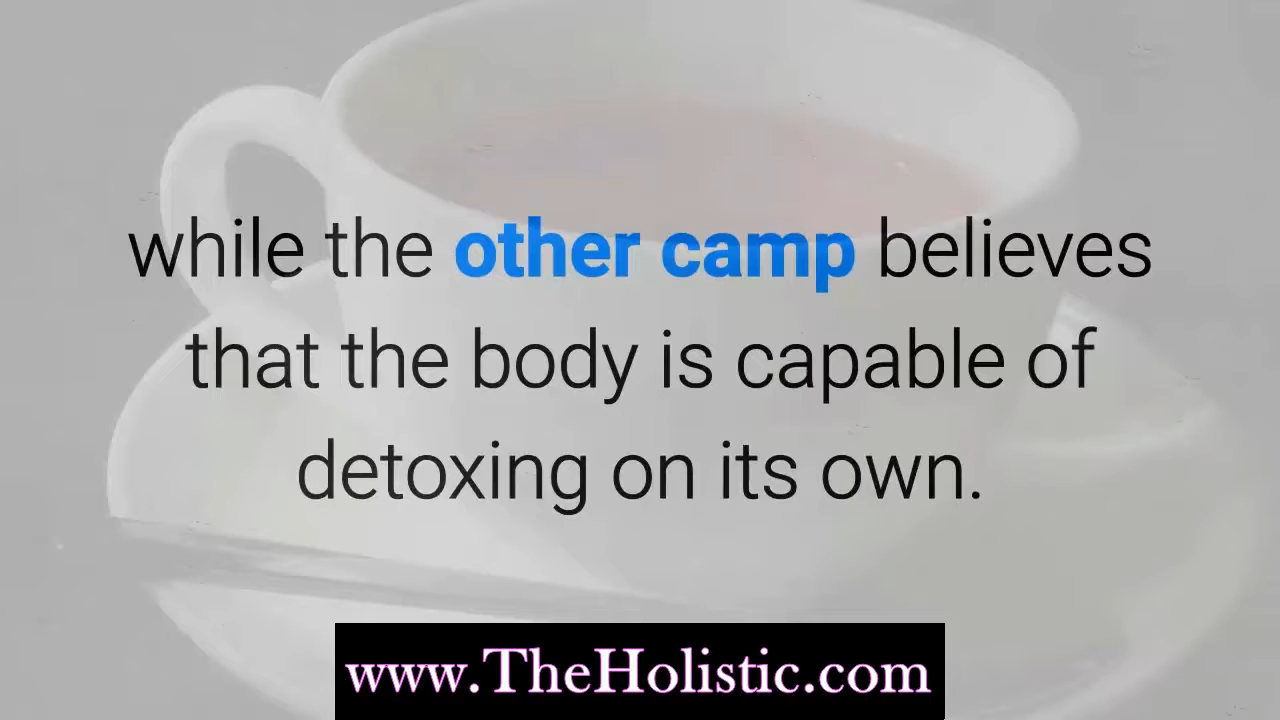 while the other camp believes
that the body is capable of
detoxing on its own.
www.TheHolistic.com